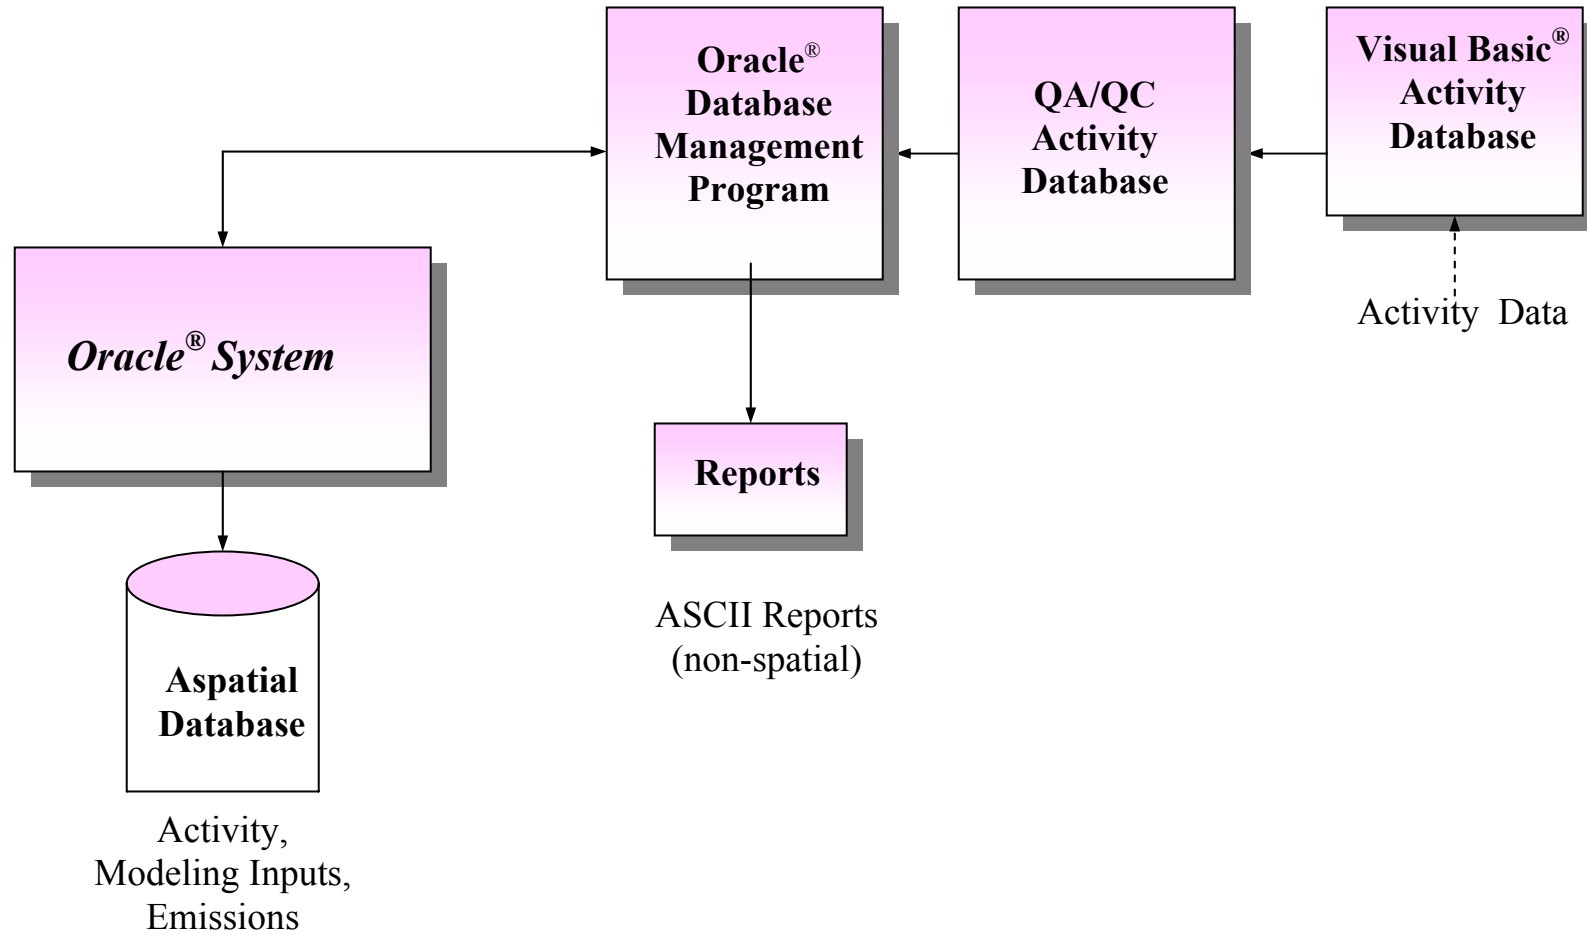 Oracle®
Database
Management
Program
QA/QC
Activity
Database
Visual Basic®
Activity
Database
Activity  Data
Oracle® System
Reports
ASCII Reports
(non-spatial)
Aspatial
Database
Activity,
Modeling Inputs,
Emissions